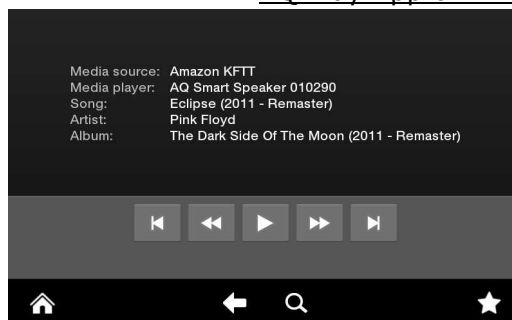 Media source: Amazon KFTT
Media player: AQ Smart Speaker 010290
Song: Eclipse (2011 - Remaster)
Artist: Pink Floyd
Album: The Dark Side Of The Moon (2011 - Remaster)